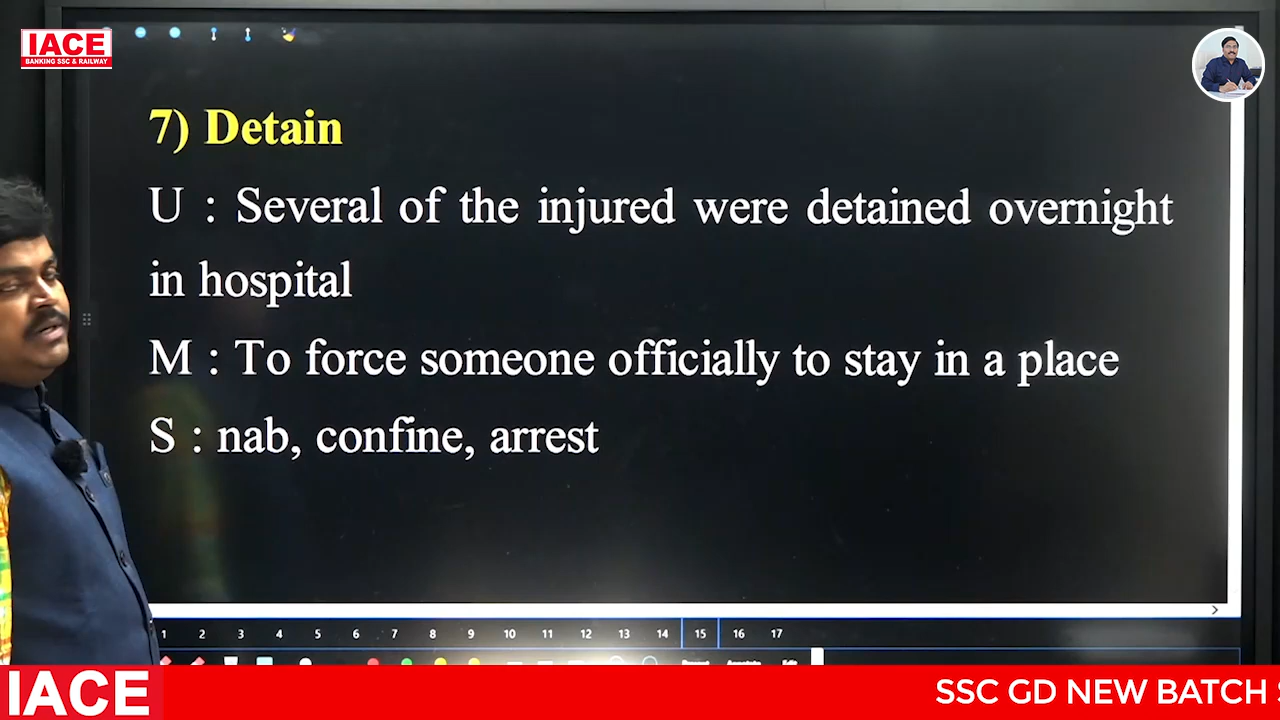 IACE
BANKING SSC & RAILWAY
7) Detain
U : Several of the injured were detained overnight
in hospital
M : To force someone officially to stay in a place
S : nab, confine, arrest
1 2 3 4 5 6 7 8 9 10 11 12 13 14 15 16 17
IACE
SSC GD NEW BATCH